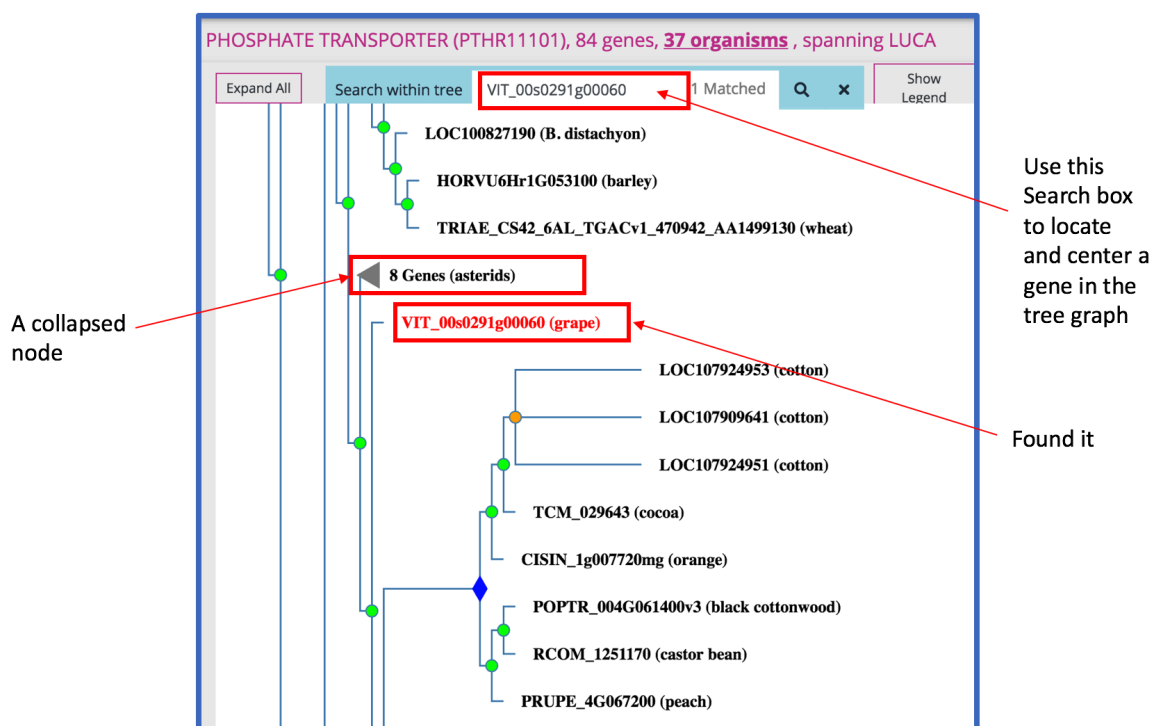 PHOSPHATE TRANSPORTER (PTHR11101), 84 genes, 37 organisms , spanning LUCA
Expand All
Search within tree
VIT_00s0291g00060
1 Matched
Show
Legend
LOC100827190 (B. distachyon)
HORVU6Hr1G053100 (barley)
TRIAE_CS42_6AL_TGACv1_470942_AA1499130 (wheat)
8 Genes (asterids)
VIT_00s0291g00060 (grape)
LOC107924953 (cotton)
LOC107909641 (cotton)
LOC107924951 (cotton)
TCM_029643 (cocoa)
CISIN_1g007720mg (orange)
POPTR_004G061400v3 (black cottonwood)
RCOM_1251170 (castor bean)
PRUPE_4G067200 (peach)
A collapsed
node
Use this
Search box
to locate
and center a
gene in the
tree graph
Found it